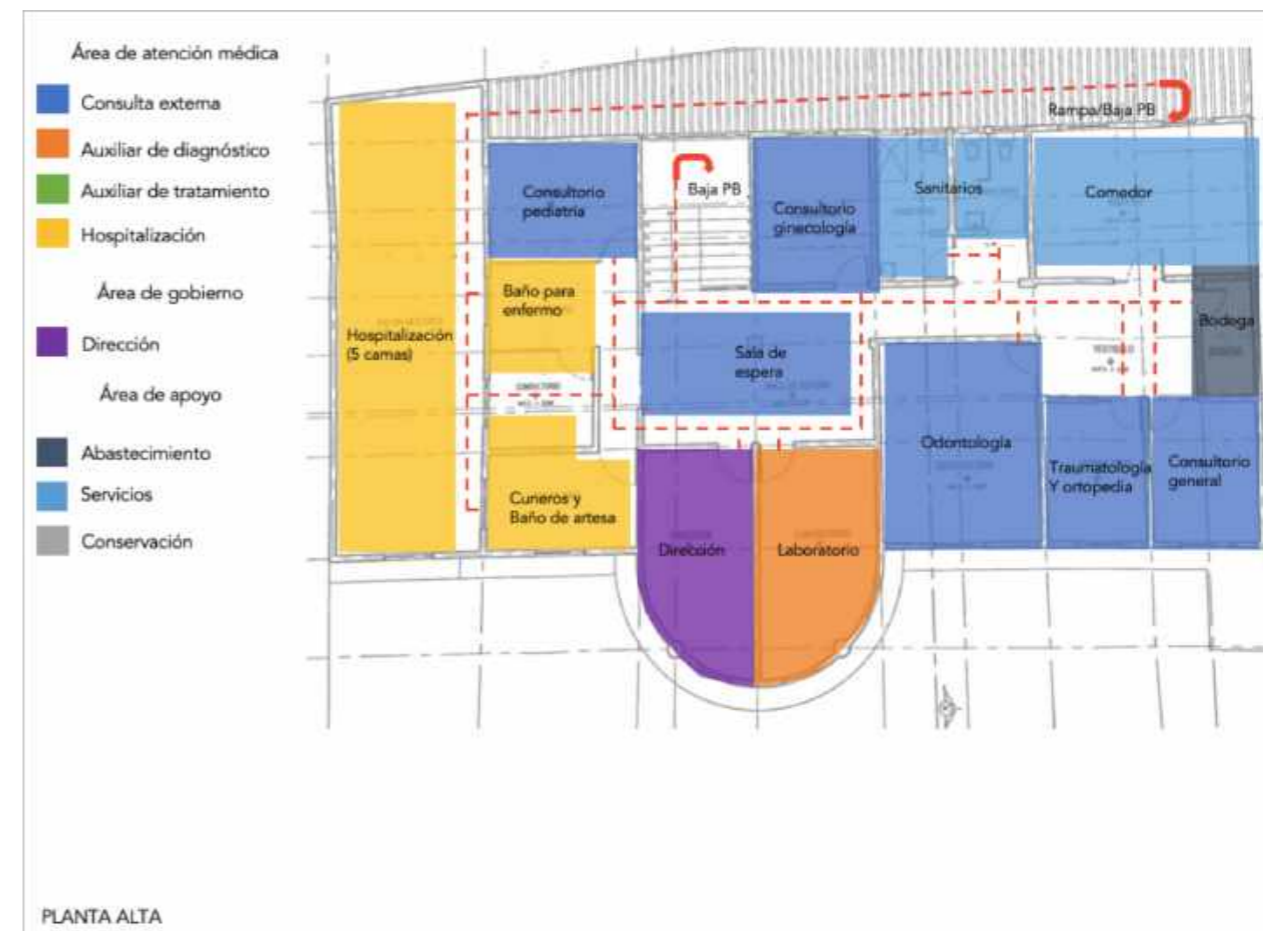 Área de atención médica
Consulta externa
Auxiliar de diagnóstico
Auxiliar de tratamiento
Hospitalización
Área de gobierno
Dirección
Área de apoyo
Abastecimiento
Servicios
Conservación
Rampa/Baja PB
Consultorio
pediatría
Baja PB
Consultorio
ginecología
Sanitarios
Comedor
Baño para
enfermo
Hospitalización
(5 camas)
Sala de
espera
Bodega
Odontología
Traumatología
Y ortopedia
Consultorio
general
Cuneros y
Baño de artesa
Dirección
Laboratorio
PLANTA ALTA